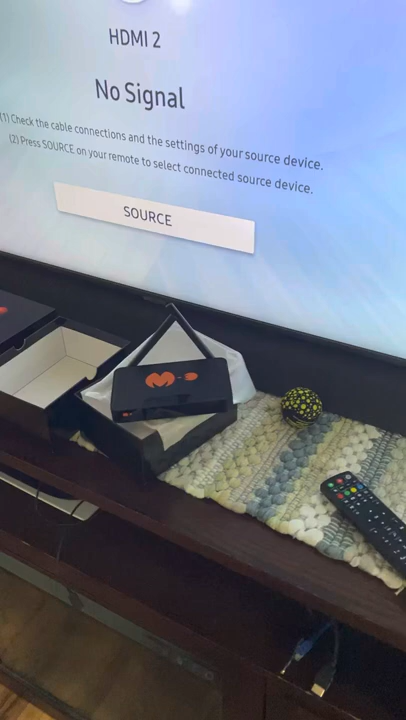 HDMI 2
No Signal
(1) Check the cable connections and the settings of your source device.
(2) Press SOURCE on your remote to select connected source device.
SOURCE